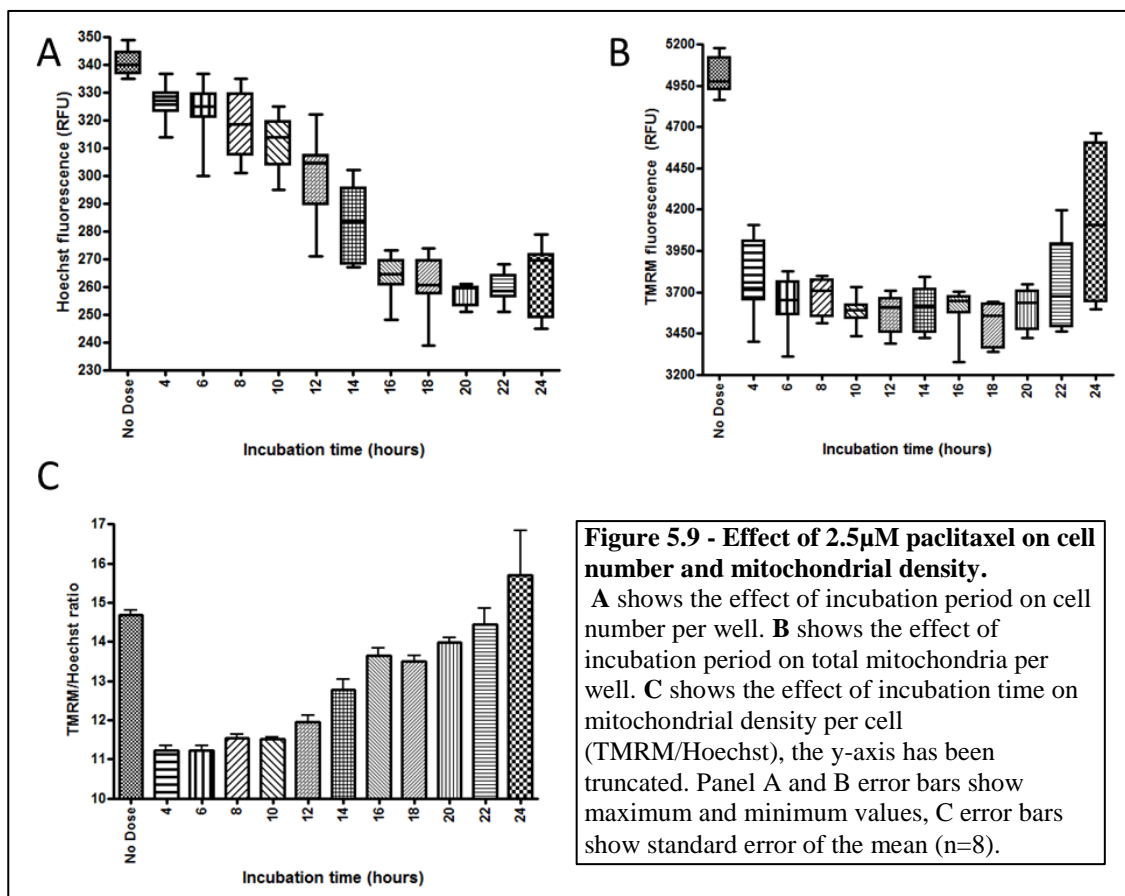 A
Hoechst fluorescence (RFU)
350
340
330
320
310
300
290
280
270
260
250
240
230
No Dose
4
6
8
10
12
14
16
18
20
22
24
Incubation time (hours)
B
TMRM fluorescence (RFU)
5200
4950
4700
4450
4200
3950
3700
3450
3200
No Dose
4
6
8
10
12
14
16
18
20
22
24
Incubation time (hours)
C
TMRM/Hoechst ratio
17
16
15
14
13
12
11
10
No Dose
4
6
8
10
12
14
16
18
20
22
24
Incubation time (hours)
Figure 5.9 - Effect of 2.5µM paclitaxel on cell
number and mitochondrial density.
A shows the effect of incubation period on cell
number per well. B shows the effect of
incubation period on total mitochondria per
well. C shows the effect of incubation time on
mitochondrial density per cell
(TMRM/Hoechst), the y-axis has been
truncated. Panel A and B error bars show
maximum and minimum values, C error bars
show standard error of the mean (n=8).